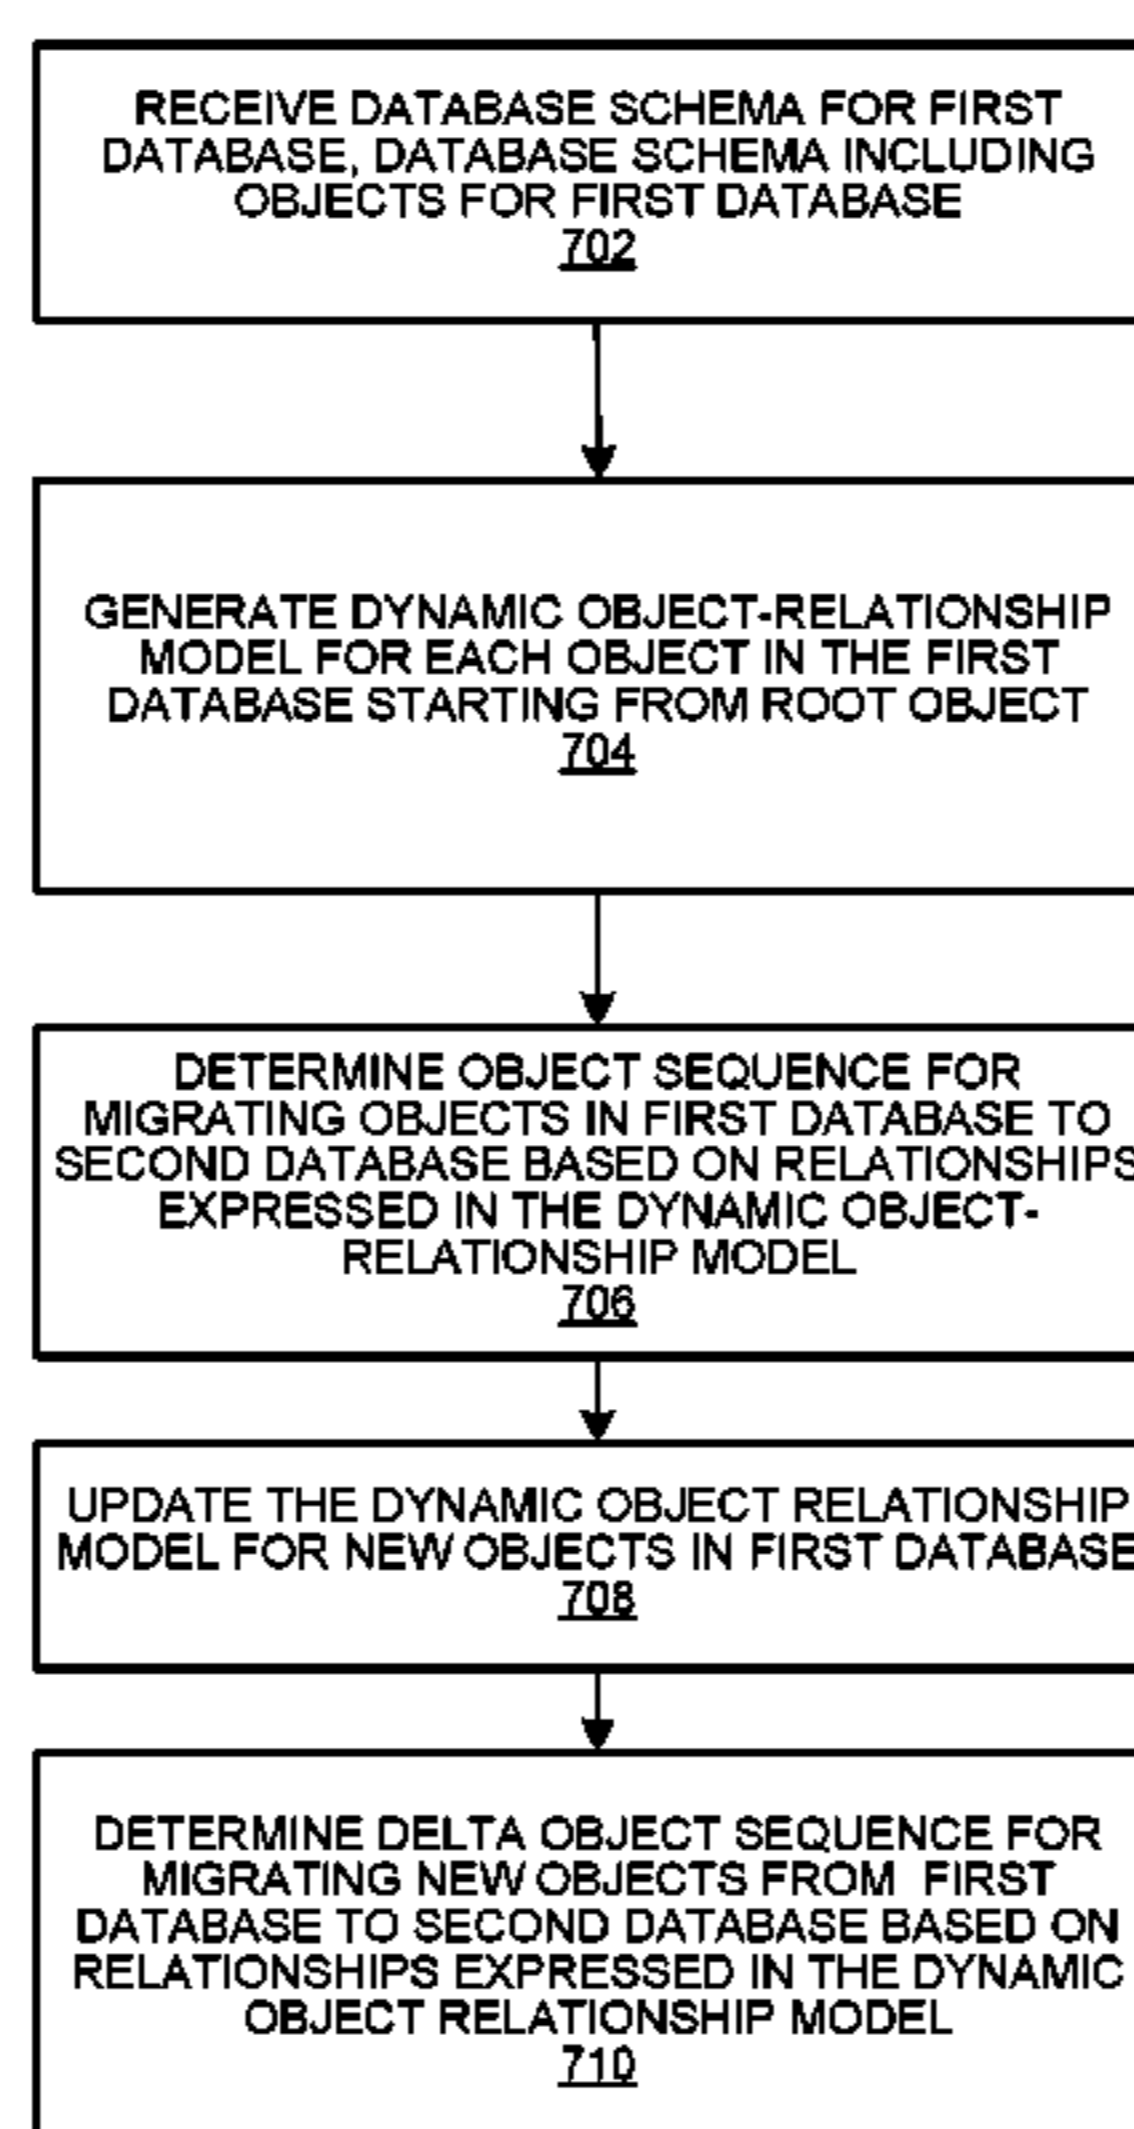 RECEIVE DATABASE SCHEMA FOR FIRST
DATABASE, DATABASE SCHEMA INCLUDING
OBJECTS FOR FIRST DATABASE
702
GENERATE DYNAMIC OBJECT-RELATIONSHIP
MODEL FOR EACH OBJECT IN THE FIRST
DATABASE STARTING FROM ROOT OBJECT
704
DETERMINE OBJECT SEQUENCE FOR
MIGRATING OBJECTS IN FIRST DATABASE TO
SECOND DATABASE BASED ON RELATIONSHIPS
EXPRESSED IN THE DYNAMIC OBJECT-
RELATIONSHIP MODEL
706
UPDATE THE DYNAMIC OBJECT RELATIONSHIP
MODEL FOR NEW OBJECTS IN FIRST DATABASE
708
DETERMINE DELTA OBJECT SEQUENCE FOR
MIGRATING NEW OBJECTS FROM FIRST
DATABASE TO SECOND DATABASE BASED ON
RELATIONSHIPS EXPRESSED IN THE DYNAMIC
OBJECT RELATIONSHIP MODEL
710